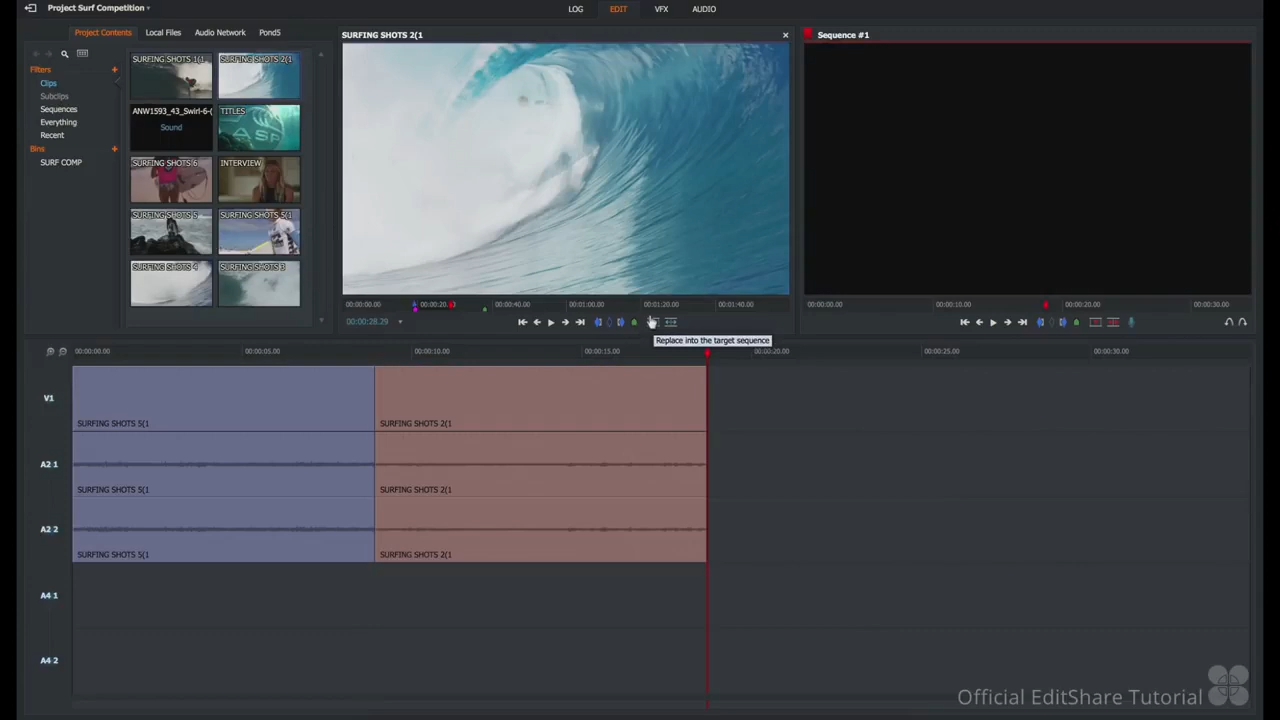 Project Surf Competition
LOG EDIT VFX AUDIO
Project Contents Local Files Audio Network Pond5
SURFING SHOTS 2(1
Sequence #1
Filters
Clips
Subclips
Sequences
Everything
Recent
Bins
SURF COMP
SURFING SHOTS 1(1 SURFING SHOTS 2(1
ANW1593_43_Swirl-6-( TITLES
Sound
ASP
SURFING SHOTS 6 INTERVIEW
SURFING SHOTS 5 SURFING SHOTS 5(1
SURFING SHOTS 4 SURFING SHOTS 3
00:00:00.00 00:00:20. 00:00:40.00 00:01:00.00 00:01:20.00 00:01:40.00
00:00:00.00 00:00:10.00 00:00:20.00 00:00:30.00
00:00:28.29
Replace into the target sequence
00:00:00.00 00:00:05.00 00:00:10.00 00:00:15.00 00:00:20.00 00:00:25.00 00:00:30.00
V1
SURFING SHOTS 5(1 SURFING SHOTS 2(1
A2 1
SURFING SHOTS 5(1 SURFING SHOTS 2(1
A2 2
SURFING SHOTS 5(1 SURFING SHOTS 2(1
A4 1
A4 2
Official EditShare Tutorial